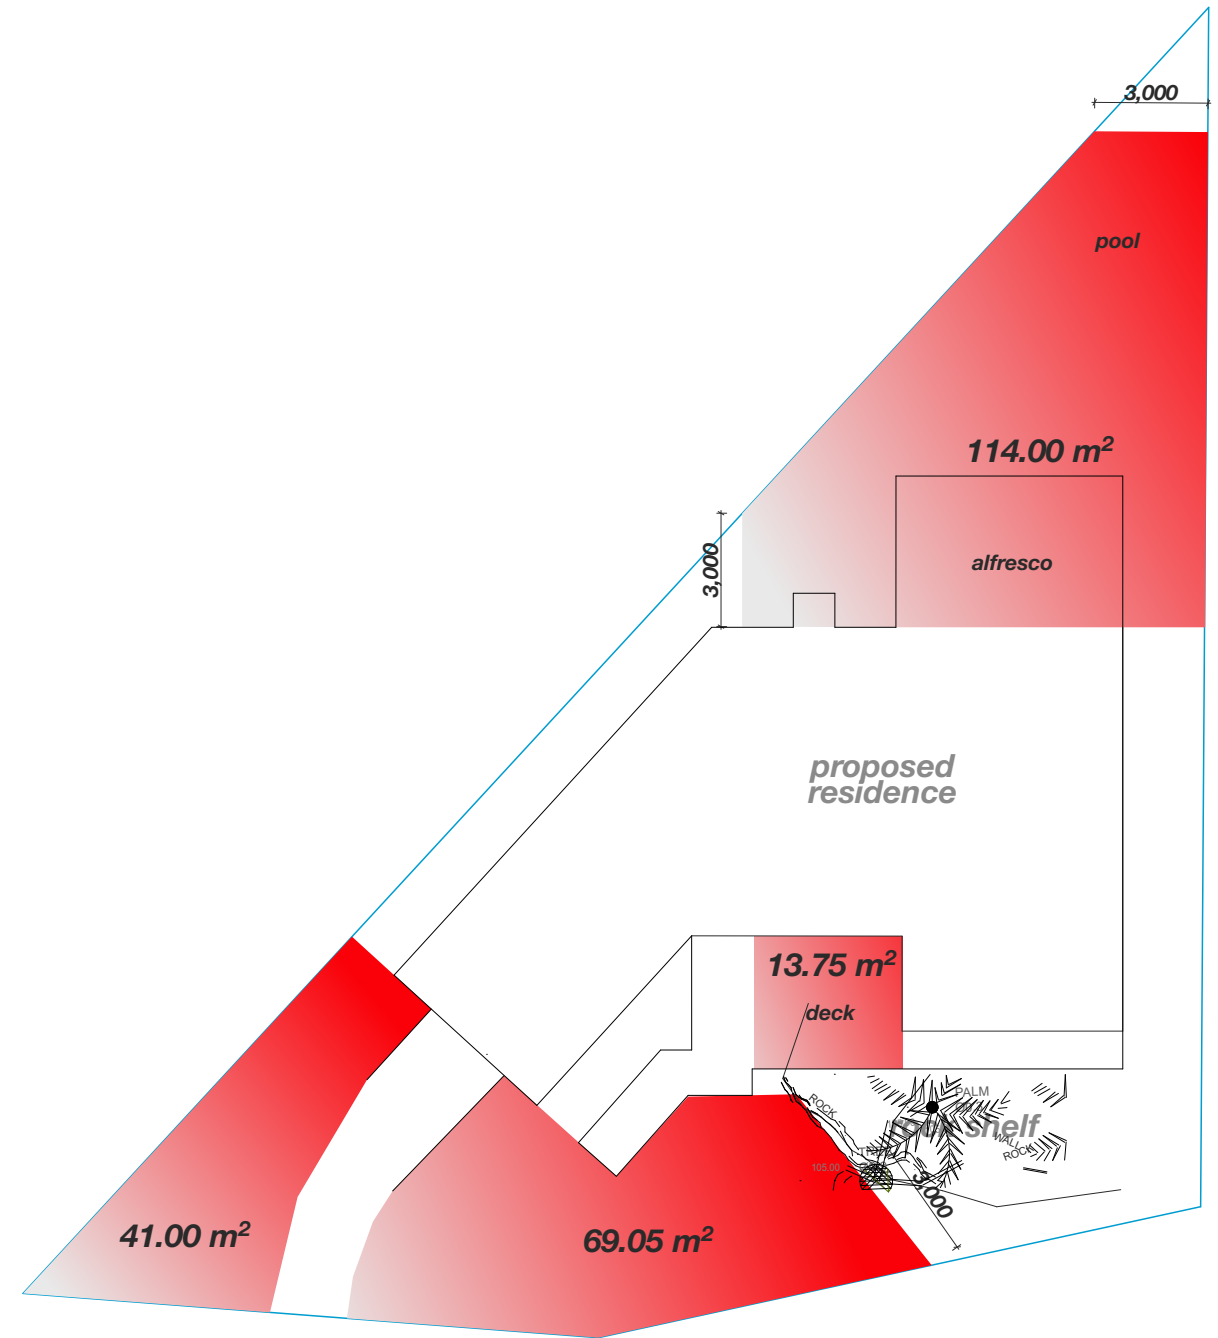 3,000
pool
114.00 m²
3,000
alfresco
proposed
residence
13.75 m²
deck
PALM
ROCK
shelf
WALL
ROCK
105.00
3,000
41.00 m²
69.05 m²